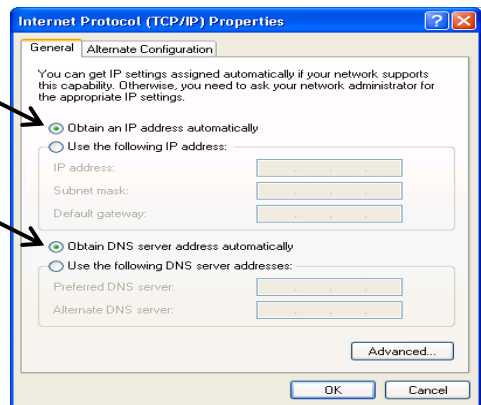 Internet Protocol (TCP/IP) Properties
General
Alternate Configuration
You can get IP settings assigned automatically if your network supports
this capability. Otherwise, you need to ask your network administrator for
the appropriate IP settings.
Obtain an IP address automatically
Use the following IP address:
IP address:
Subnet mask:
Default gateway:
Obtain DNS server address automatically
Use the following DNS server addresses:
Preferred DNS server:
Alternate DNS server:
Advanced...
OK
Cancel